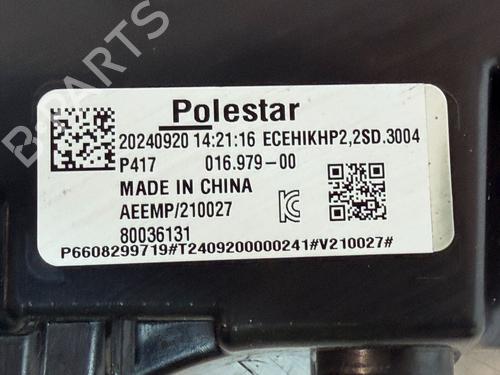 B-PARTS
Polestar
20240920 14:21:16 ECEHIKHP2,2SD.3004
P417 016.979-00
MADE IN CHINA
AEEMP/210027
80036131
P6608299719#T2409200000241#V210027#